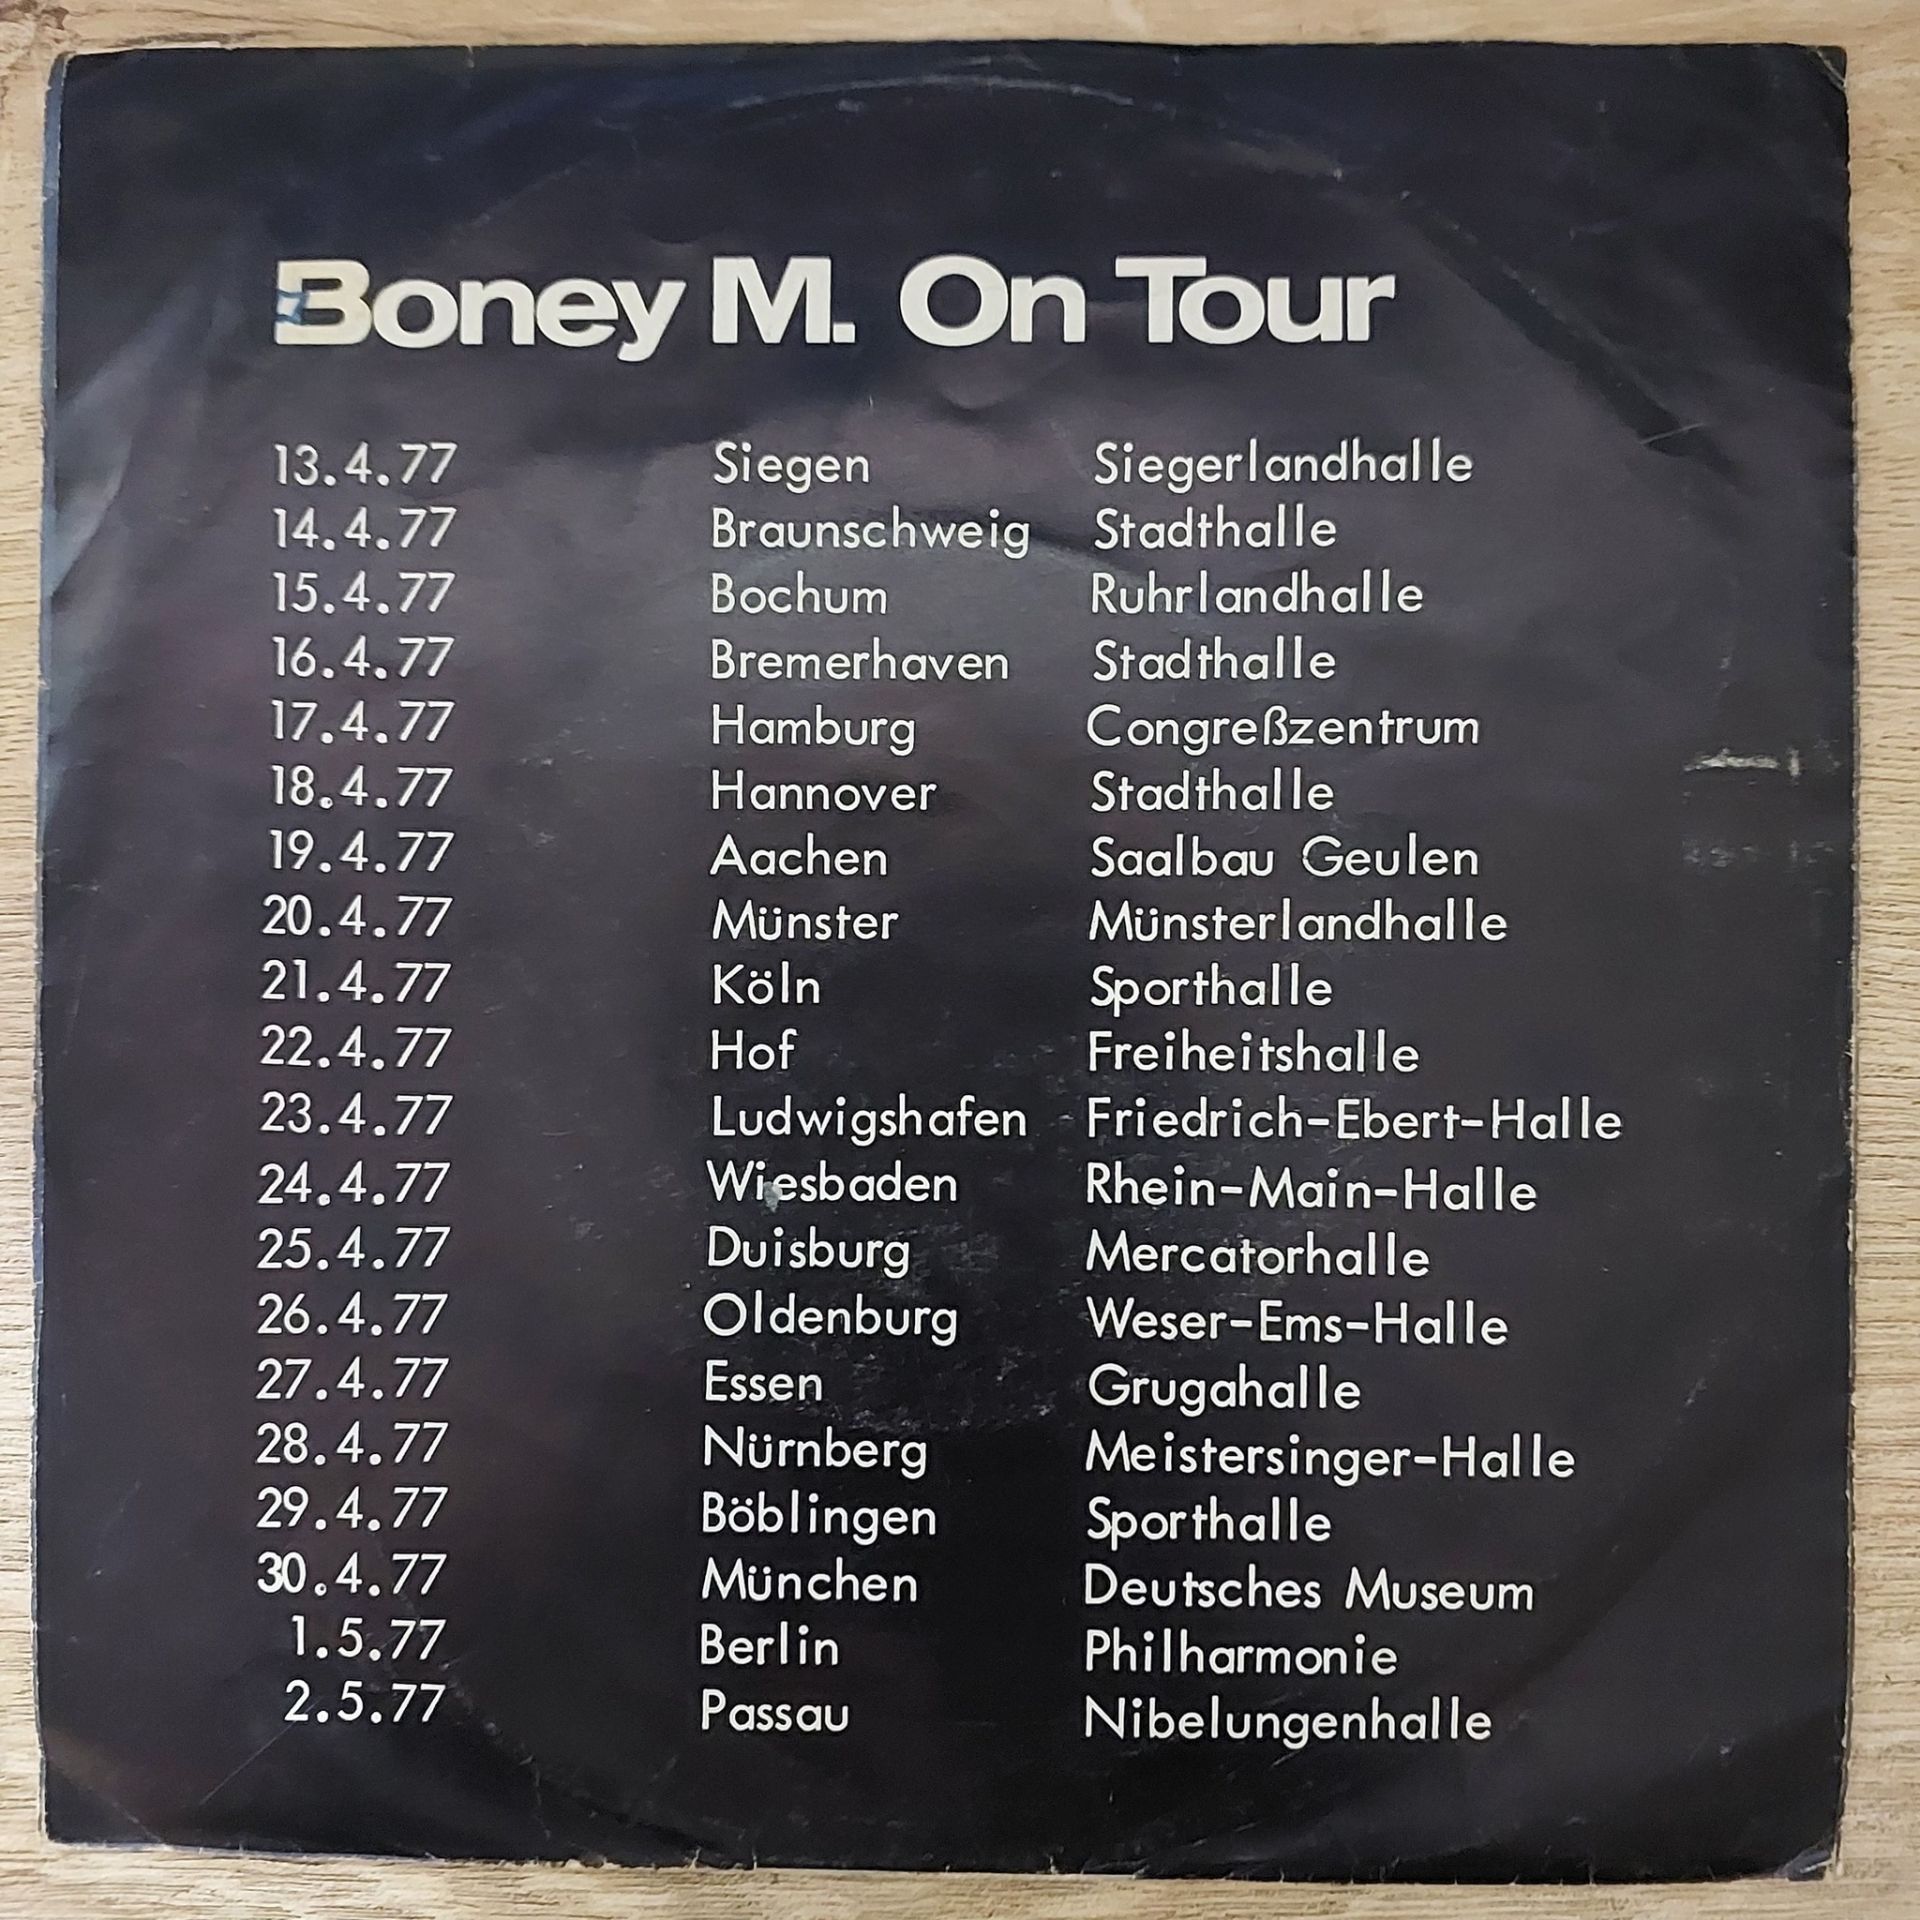 Boney M. On Tour
13.4.77 Siegen Siegerlandhalle
14.4.77 Braunschweig Stadthalle
15.4.77 Bochum Ruhrlandhalle
16.4.77 Bremerhaven Stadthalle
17.4.77 Hamburg Congreßzentrum
18.4.77 Hannover Stadthalle
19.4.77 Aachen Saalbau Geulen
20.4.77 Münster Münsterlandhalle
21.4.77 Köln Sporthalle
22.4.77 Hof Freiheitshalle
23.4.77 Ludwigshafen Friedrich-Ebert-Halle
24.4.77 Wiesbaden Rhein-Main-Halle
25.4.77 Duisburg Mercatorhalle
26.4.77 Oldenburg Weser-Ems-Halle
27.4.77 Essen Grugahalle
28.4.77 Nürnberg Meistersinger-Halle
29.4.77 Böblingen Sporthalle
30.4.77 München Deutsches Museum
1.5.77 Berlin Philharmonie
2.5.77 Passau Nibelungenhalle